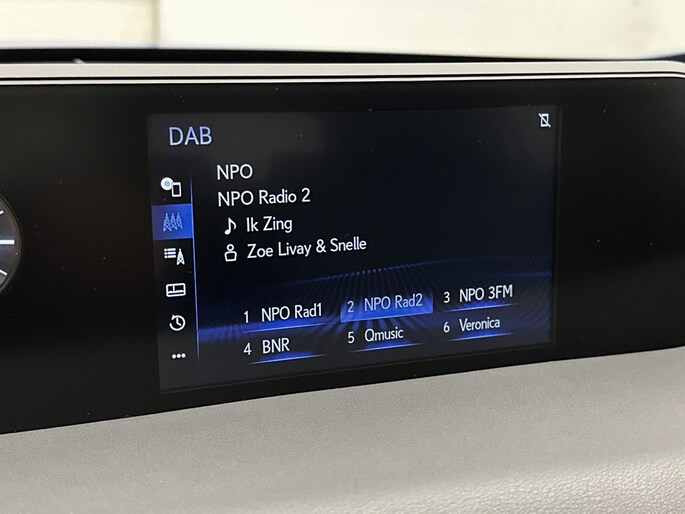 DAB
NPO
NPO Radio 2
Ik Zing
Zoe Livay & Snelle
1 NPO Rad1 2 NPO Rad2 3 NPO 3FM
4 BNR 5 Qmusic 6 Veronica